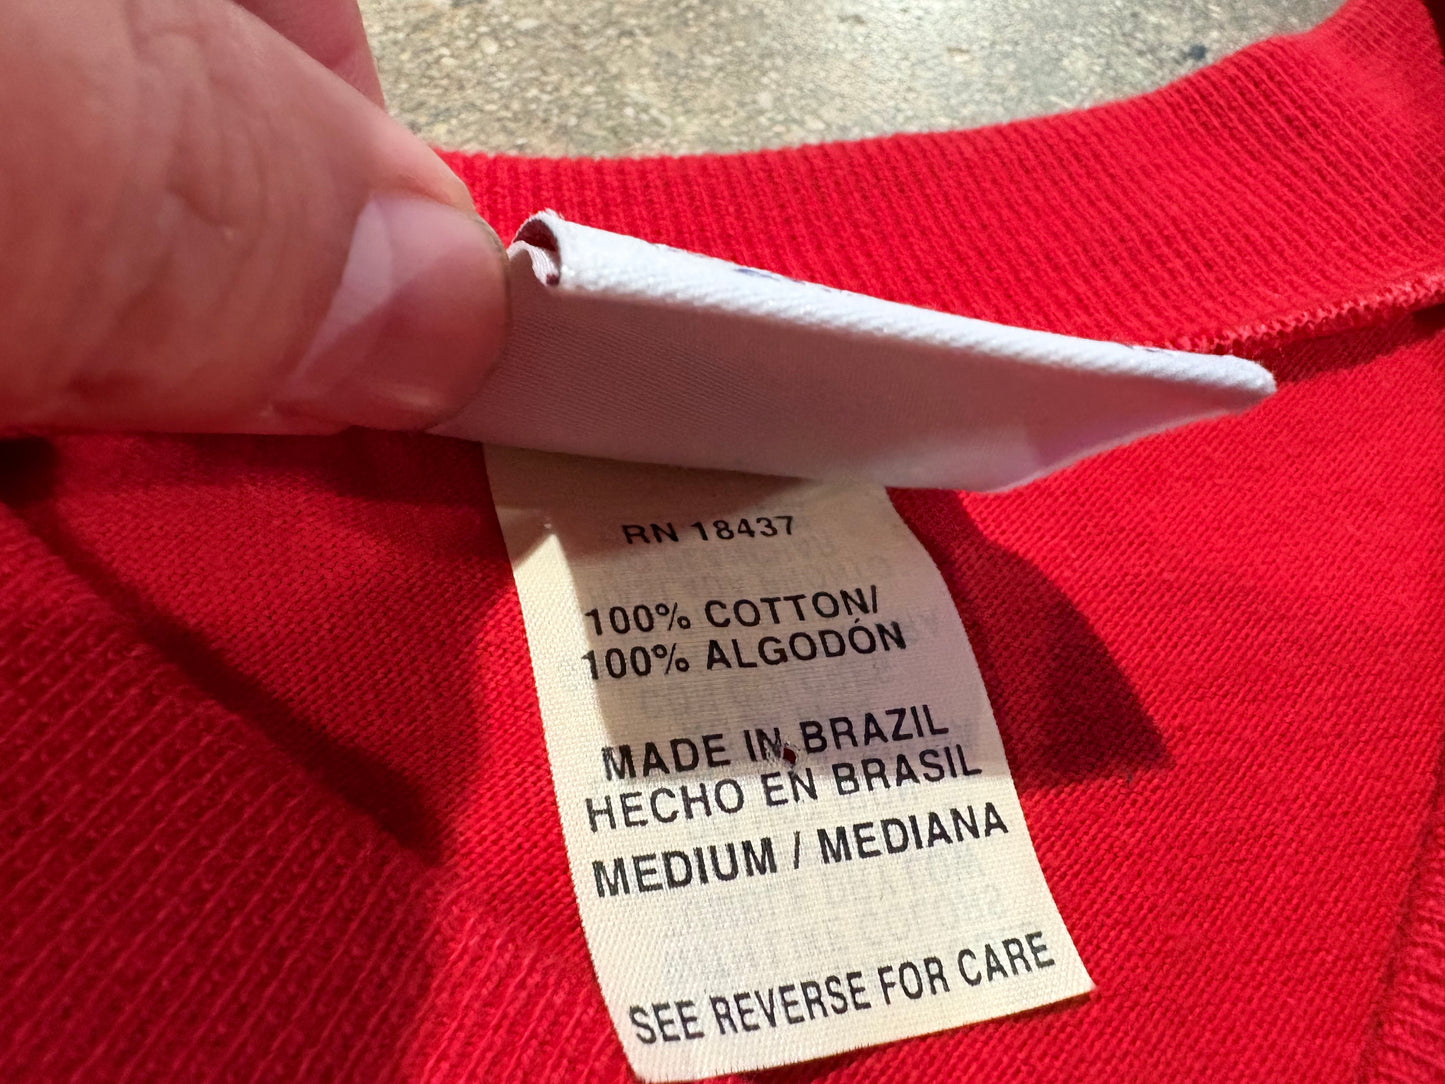 RN 18437
100% COTTON/
100% ALGODÓN
MADE IN BRAZIL
HECHO EN BRASIL
MEDIUM / MEDIANA
SEE REVERSE FOR CARE